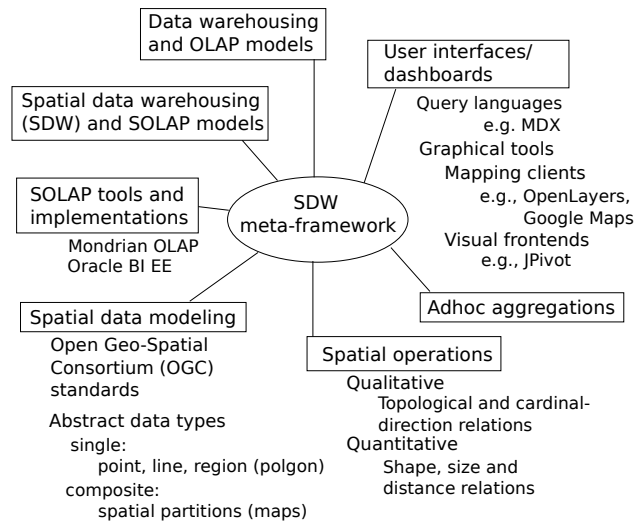 Data warehousing
and OLAP models
User interfaces/
dashboards
Query languages
e.g. MDX
Graphical tools
Mapping clients
e.g., OpenLayers,
Google Maps
Visual frontends
e.g., JPivot
Spatial data warehousing
(SDW) and SOLAP models
SOLAP tools and
implementations
Mondrian OLAP
Oracle BI EE
SDW
meta-framework
Adhoc aggregations
Spatial data modeling
Open Geo-Spatial
Consortium (OGC)
standards
Abstract data types
single:
point, line, region (polgon)
composite:
spatial partitions (maps)
Spatial operations
Qualitative
Topological and cardinal-
direction relations
Quantitative
Shape, size and
distance relations